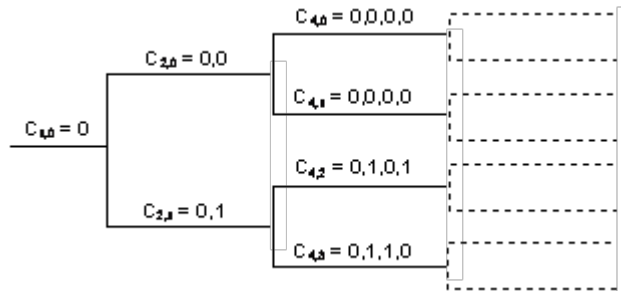 C4,0 = 0,0,0,0
C2,0 = 0,0
C4,1 = 0,0,0,0
C1,0 = 0
C4,2 = 0,1,0,1
C2,1 = 0,1
C4,3 = 0,1,1,0